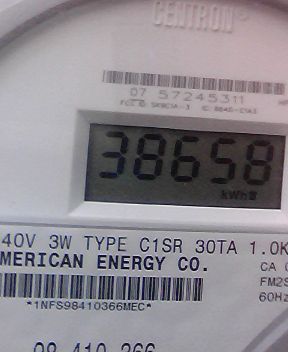 CENTRON®
07 57245311
38658
kWh
40V 3W TYPE C1SR 30TA 1.0K
MERICAN ENERGY CO.
CA
FM2S
60Hz
*1NFS98410366MEC*
98 410 366